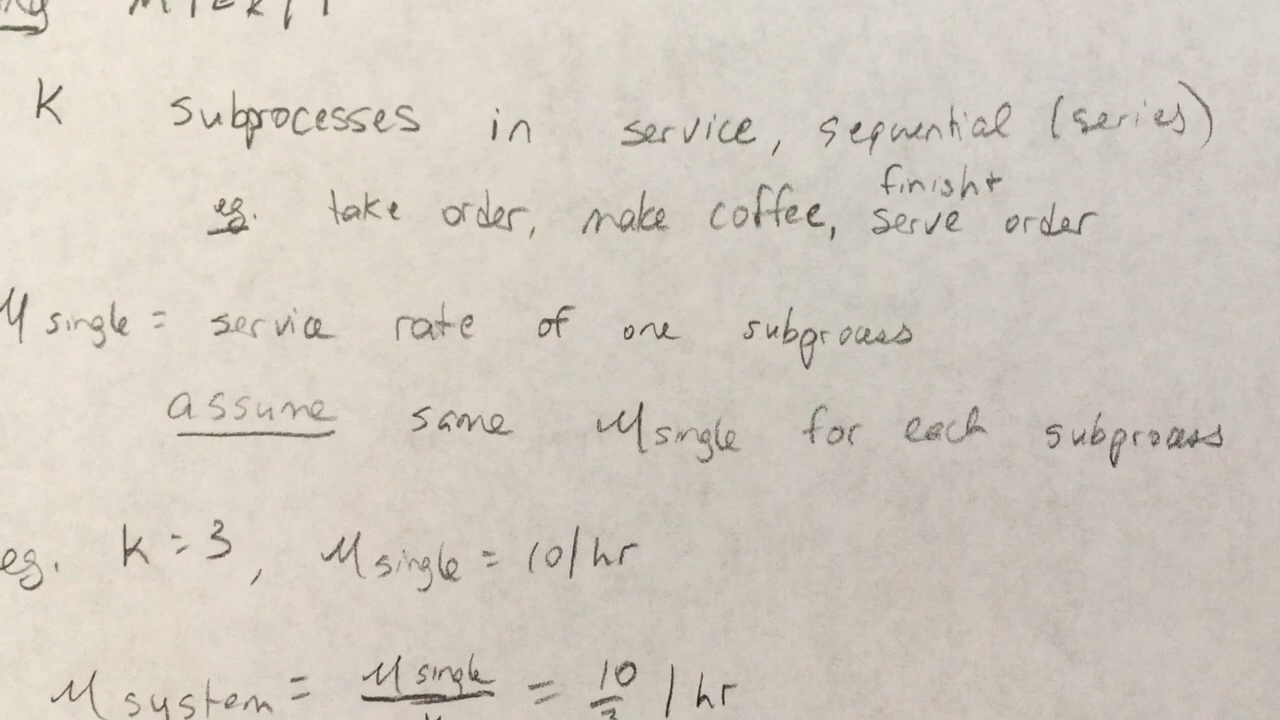 K subprocesses in service, sequential (series)
eg. take order, make coffee, finish + serve order
μ single = service rate of one subprocess
assume same μ single for each subprocess
eg. k = 3, μ single = 10/hr
μ system = μ single / k = 10/3 /hr